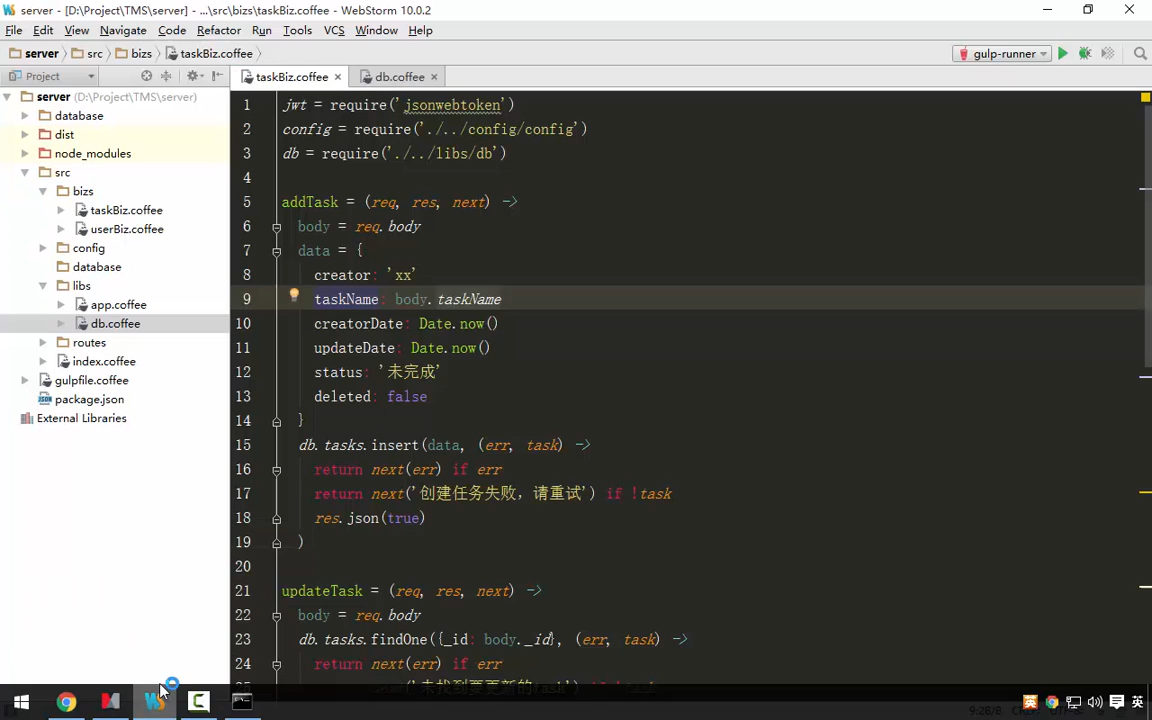 server - [D:\Project\TMS\server] - ...\src\bizs\taskBiz.coffee - WebStorm 10.0.2
File Edit View Navigate Code Refactor Run Tools VCS Window Help
server src bizs taskBiz.coffee gulp-runner
Project taskBiz.coffee db.coffee
server (D:\Project\TMS\server)
database
dist
node_modules
src
bizs
taskBiz.coffee
userBiz.coffee
config
database
libs
app.coffee
db.coffee
routes
index.coffee
gulpfile.coffee
package.json
External Libraries
1 jwt = require('jsonwebtoken')
2 config = require('./../config/config')
3 db = require('./../libs/db')
4
5 addTask = (req, res, next) ->
6 body = req.body
7 data = {
8 creator: 'xx'
9 taskName: body.taskName
10 creatorDate: Date.now()
11 updateDate: Date.now()
12 status: '未完成'
13 deleted: false
14 }
15 db.tasks.insert(data, (err, task) ->
16 return next(err) if err
17 return next('创建任务失败，请重试') if !task
18 res.json(true)
19 )
20
21 updateTask = (req, res, next) ->
22 body = req.body
23 db.tasks.findOne({_id: body._id}, (err, task) ->
24 return next(err) if err
英 英